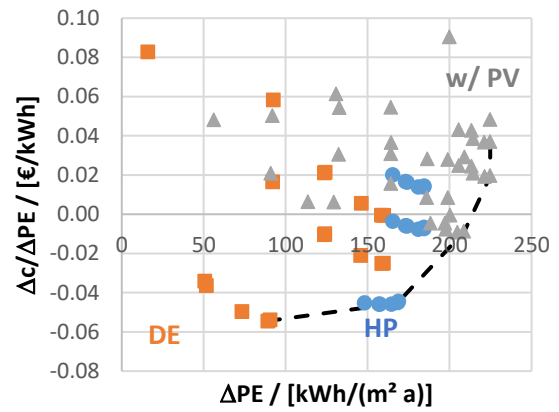 0.10
0.08
0.06
0.04
0.02
0.00
-0.02
-0.04
-0.06
-0.08
Δc/ΔPE / [€/kWh]
w/ PV
DE
HP
0 50 100 150 200 250
ΔPE / [kWh/(m² a)]